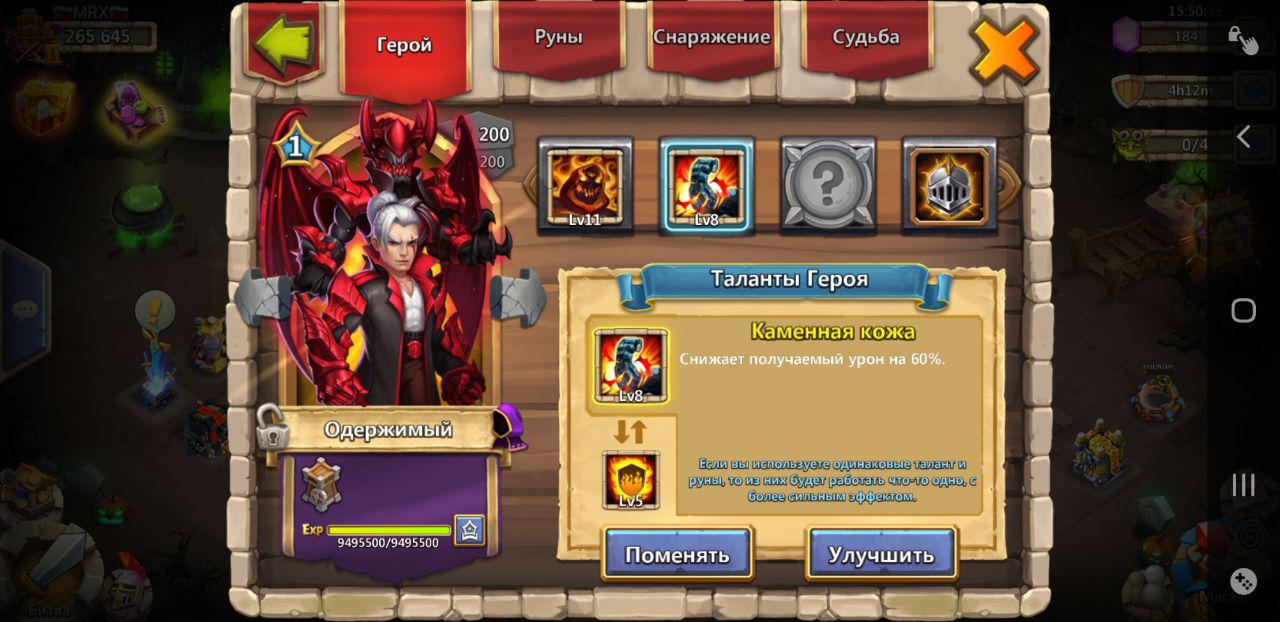 MRX
265 645
Герой
Руны
Снаряжение
Судьба
15:50:49
184
4h12m
0/4
1
200
200
Lv11
Lv8
?
Таланты Героя
Каменная кожа
Снижает получаемый урон на 60%.
Lv8
Lv5
Если вы используете одинаковые талант и
руны, то из них будет работать что-то одно, с
более сильным эффектом.
Одержимый
Exp
9495500/9495500
Поменять
Улучшить
Битва